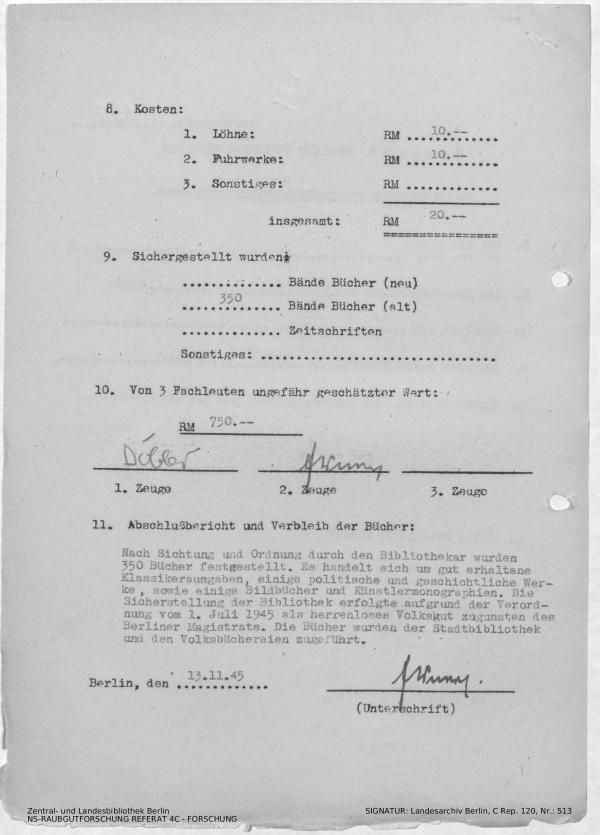 8. Kosten:
1. Löhne: RM 10.--
2. Fuhrwerke: RM 10.--
3. Sonstiges: RM .............
insgesamt: RM 20.--
================
9. Sichergestellt wurden:
.............. Bände Bücher (neu)
350 Bände Bücher (alt)
.............. Zeitschriften
Sonstiges: .................................
10. Von 3 Fachleuten ungefähr geschätzter Wert:
RM 750.--
1. Zeuge 2. Zeuge 3. Zeuge
11. Abschlußbericht und Verbleib der Bücher:
Nach Sichtung und Ordnung durch den Bibliothekar wurden
350 Bücher festgestellt. Es handelt sich um gut erhaltene
Klassikerausgaben, einige politische und geschichtliche Wer-
ke , sowie einige Bildbücher und Künstlermonographien. Die
Sicherstellung der Bibliothek erfolgte aufgrund der Verord-
nung vom 1. Juli 1945 als herrenloses Volksgut zugunsten des
Berliner Magistrats. Die Bücher wurden der Stadtbibliothek
und den Volksbüchereien zugeführt.
Berlin, den 13.11.45
(Unterschrift)
Zentral- und Landesbibliothek Berlin SIGNATUR: Landesarchiv Berlin, C Rep. 120, Nr.: 513
NS-RAUBGUTFORSCHUNG REFERAT 4C - FORSCHUNG